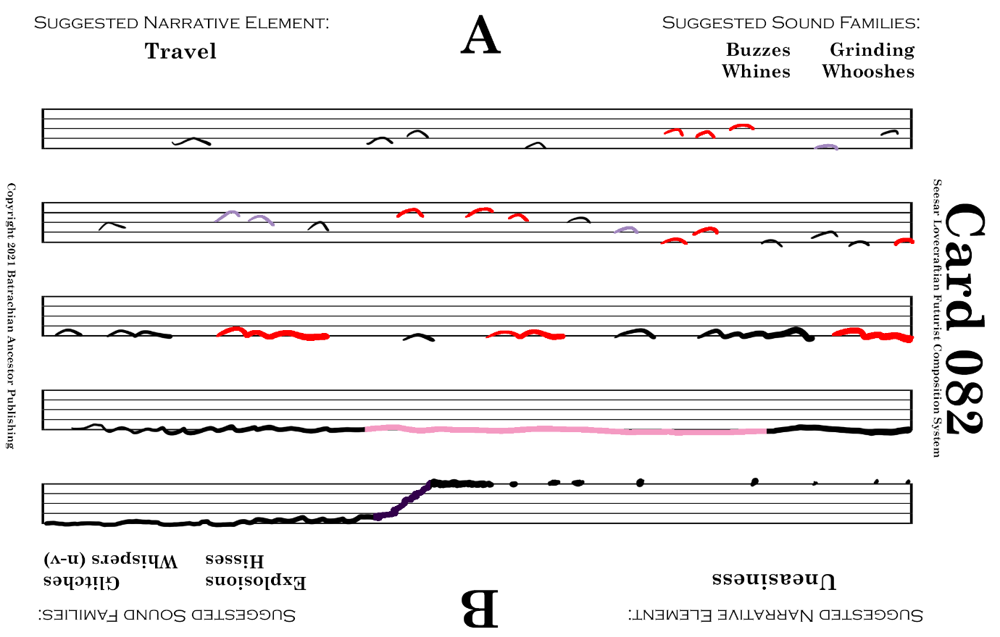 SUGGESTED NARRATIVE ELEMENT:
Travel
A
SUGGESTED SOUND FAMILIES:
Buzzes Grinding
Whines Whooshes
Copyright 2021 Batrachian Ancestor Publishing
Card 082
Seesar Lovecraftian Futurist Composition System
B
SUGGESTED NARRATIVE ELEMENT:
Uneasiness
SUGGESTED SOUND FAMILIES:
Explosions Glitches
Hisses Whispers (n-v)